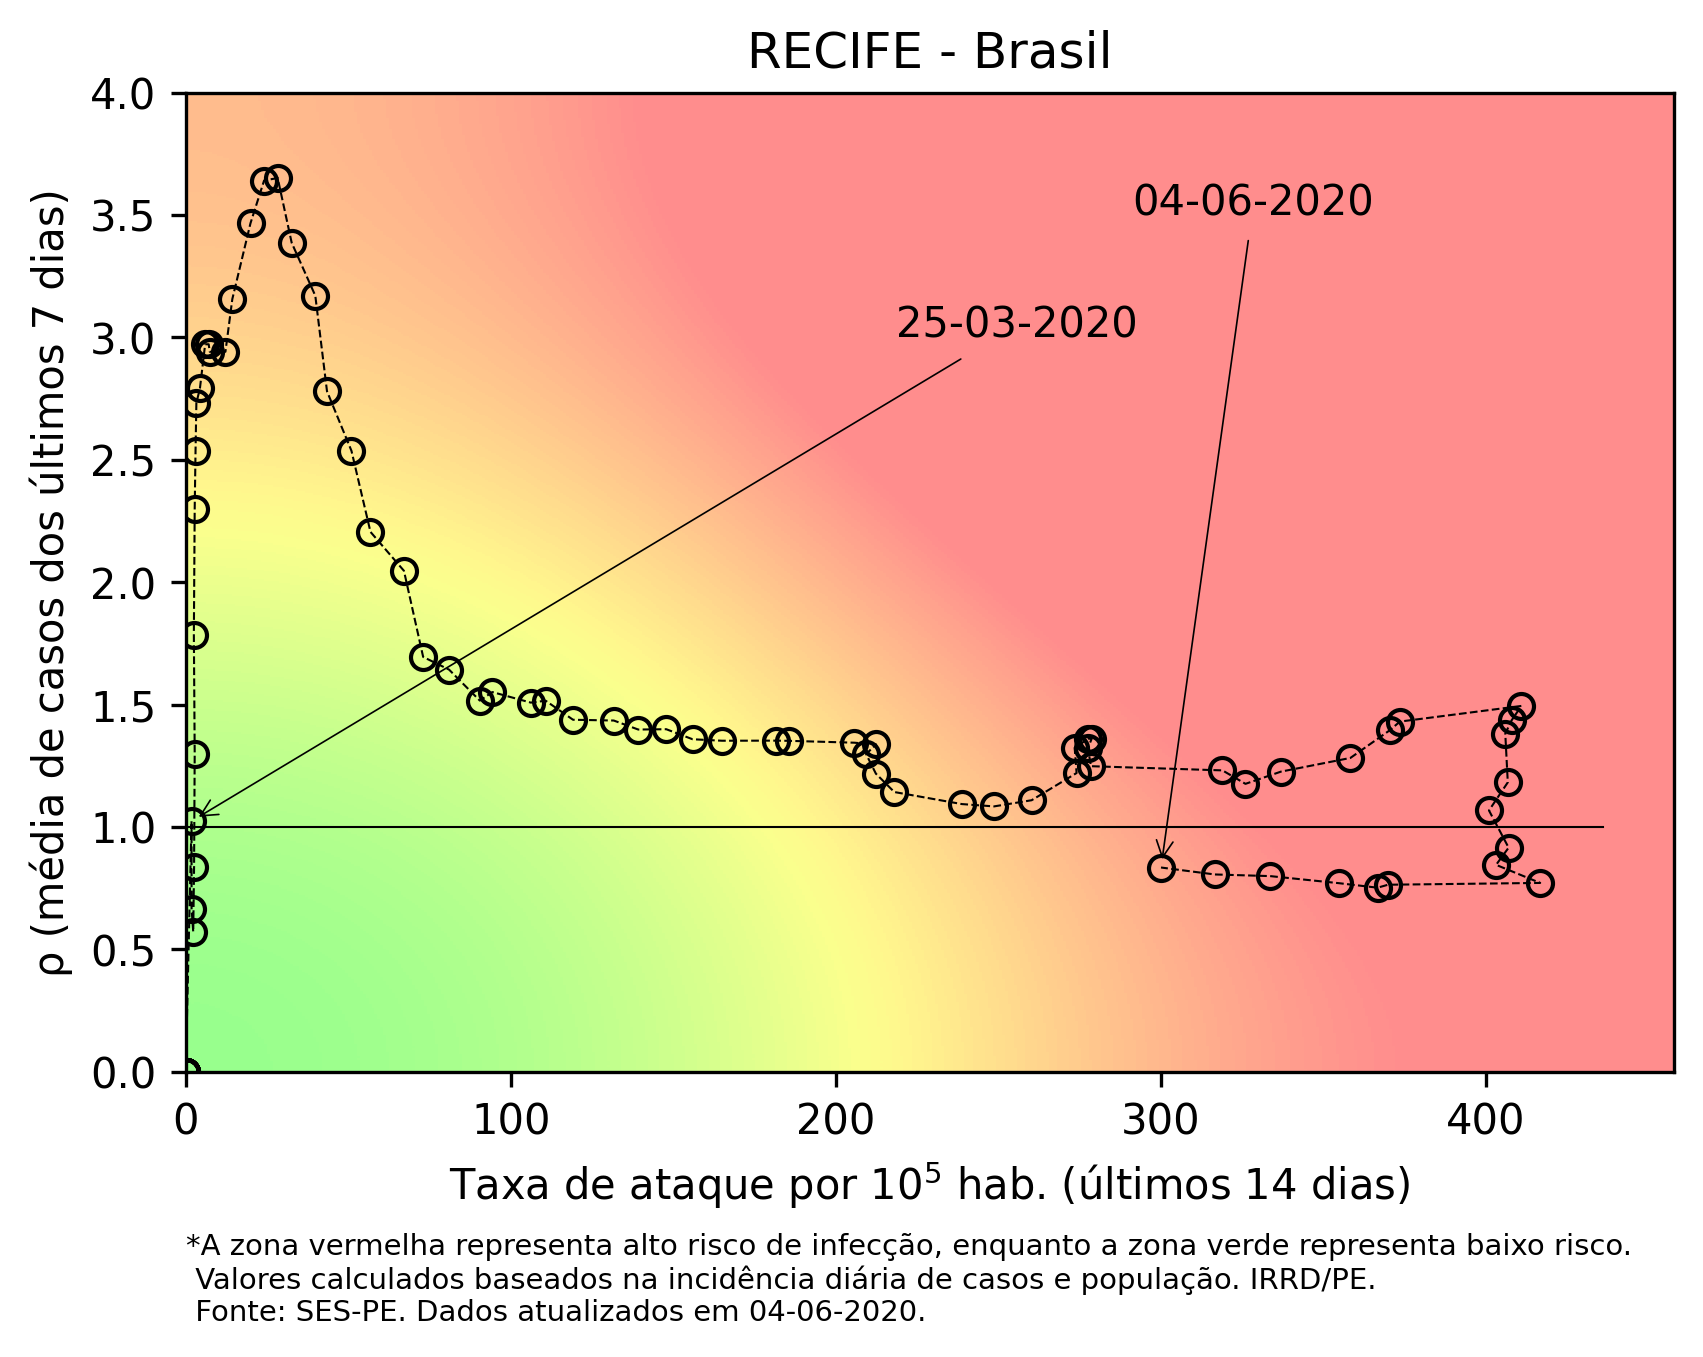 RECIFE - Brasil
4.0
3.5
3.0
2.5
2.0
1.5
1.0
0.5
0.0
ρ (média de casos dos últimos 7 dias)
04-06-2020
25-03-2020
0 100 200 300 400
Taxa de ataque por 10⁵ hab. (últimos 14 dias)
*A zona vermelha representa alto risco de infecção, enquanto a zona verde representa baixo risco.
Valores calculados baseados na incidência diária de casos e população. IRRD/PE.
Fonte: SES-PE. Dados atualizados em 04-06-2020.